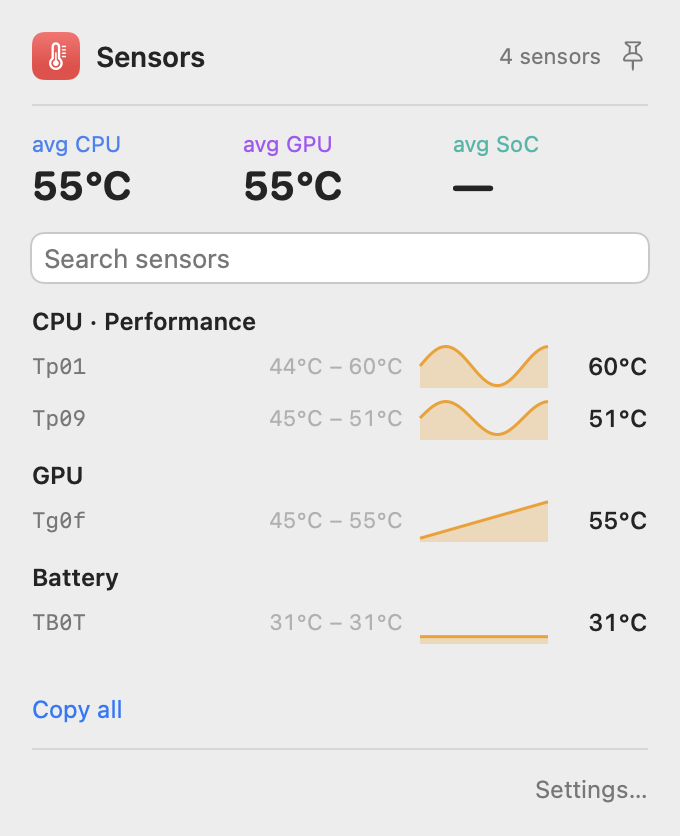 Sensors 4 sensors
avg CPU avg GPU avg SoC
55°C 55°C —
Search sensors
CPU · Performance
Tp01 44°C – 60°C 60°C
Tp09 45°C – 51°C 51°C
GPU
Tg0f 45°C – 55°C 55°C
Battery
TB0T 31°C – 31°C 31°C
Copy all
Settings...